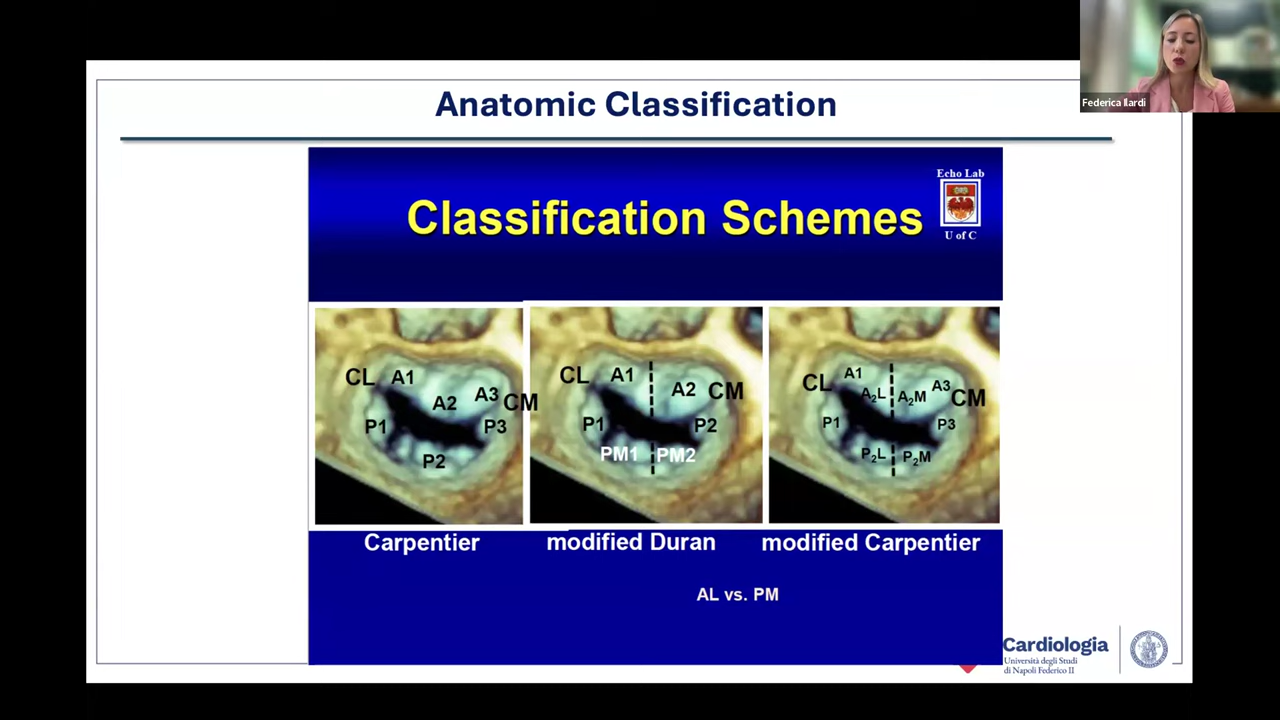 Federica Ilardi
Anatomic Classification
Echo Lab
Classification Schemes
U of C
CL A1 A2 A3 CM
P1 P2 P3
CL A1 A2 CM
P1 P2
PM1 PM2
CL A1 A2L A2M A3 CM
P1 P2L P2M P3
Carpentier modified Duran modified Carpentier
AL vs. PM
Cardiologia
Università degli Studi
di Napoli Federico II